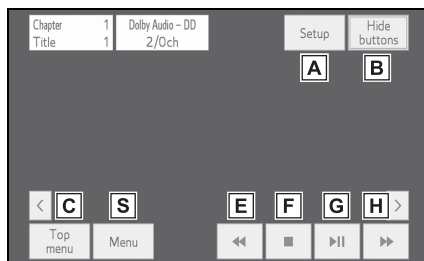 Chapter 1
Title 1
Dolby Audio – DD
2/0ch
Setup
Hide
buttons
A
B
C
S
E
F
G
H
Top
menu
Menu